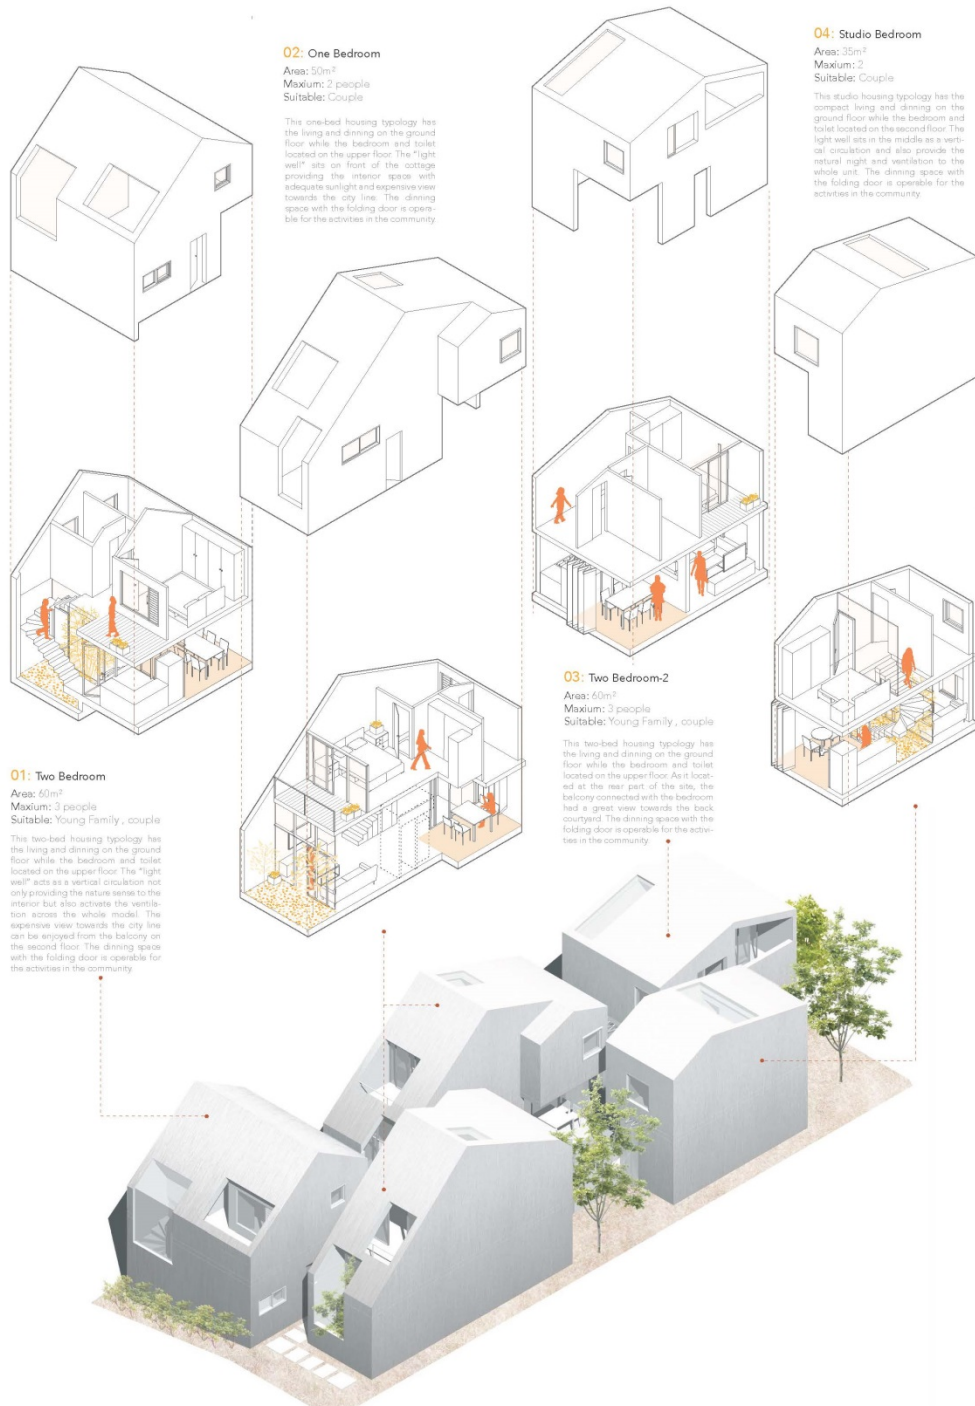 02: One Bedroom
Area: 50m²
Maxium: 2 people
Suitable: Couple
This one-bed housing typology has
the living and dinning on the ground
floor while the bedroom and toilet
located on the upper floor. The "light
well" sits on front of the cottage
providing the interior space with
adequate sunlight and expensive view
towards the city line. The dinning
space with the folding door is opera-
ble for the activities in the community
04: Studio Bedroom
Area: 35m²
Maxium: 2
Suitable: Couple
This studio housing typology has the
compact living and dinning on the
ground floor while the bedroom and
toilet located on the second floor. The
light well sits in the middle as a verti-
cal circulation and also provide the
natural night and ventilation to the
whole unit. The dinning space with
the folding door is operable for the
activities in the community
03: Two Bedroom-2
Area: 60m²
Maxium: 3 people
Suitable: Young Family , couple
This two-bed housing typology has
the living and dinning on the ground
floor while the bedroom and toilet
located on the upper floor. As it locat-
ed at the rear part of the site, the
balcony connected with the bedroom
had a great view towards the back
courtyard. The dinning space with the
folding door is operable for the activi-
ties in the community
01: Two Bedroom
Area: 60m²
Maxium: 3 people
Suitable: Young Family , couple
This two-bed housing typology has
the living and dinning on the ground
floor while the bedroom and toilet
located on the upper floor. The "light
well" acts as a vertical circulation not
only providing the nature sense to the
interior but also activate the ventila-
tion across the whole model. The
expensive view towards the city line
can be enjoyed from the balcony on
the second floor. The dinning space
with the folding door is operable for
the activities in the community